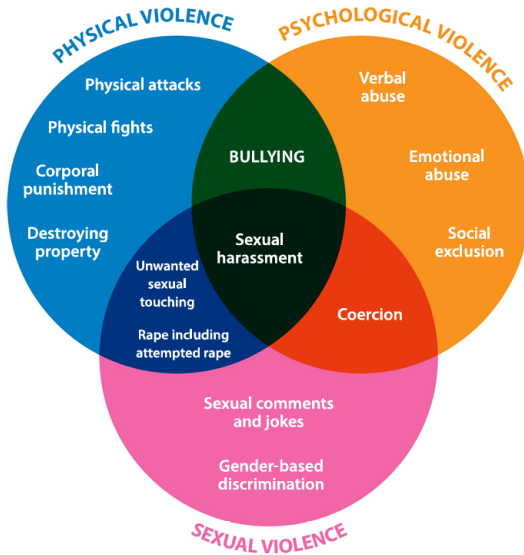 PHYSICAL VIOLENCE
PSYCHOLOGICAL VIOLENCE
Physical attacks
Physical fights
Corporal
punishment
Destroying
property
BULLYING
Verbal
abuse
Emotional
abuse
Social
exclusion
Sexual
harassment
Unwanted
sexual
touching
Rape including
attempted rape
Coercion
Sexual comments
and jokes
Gender-based
discrimination
SEXUAL VIOLENCE